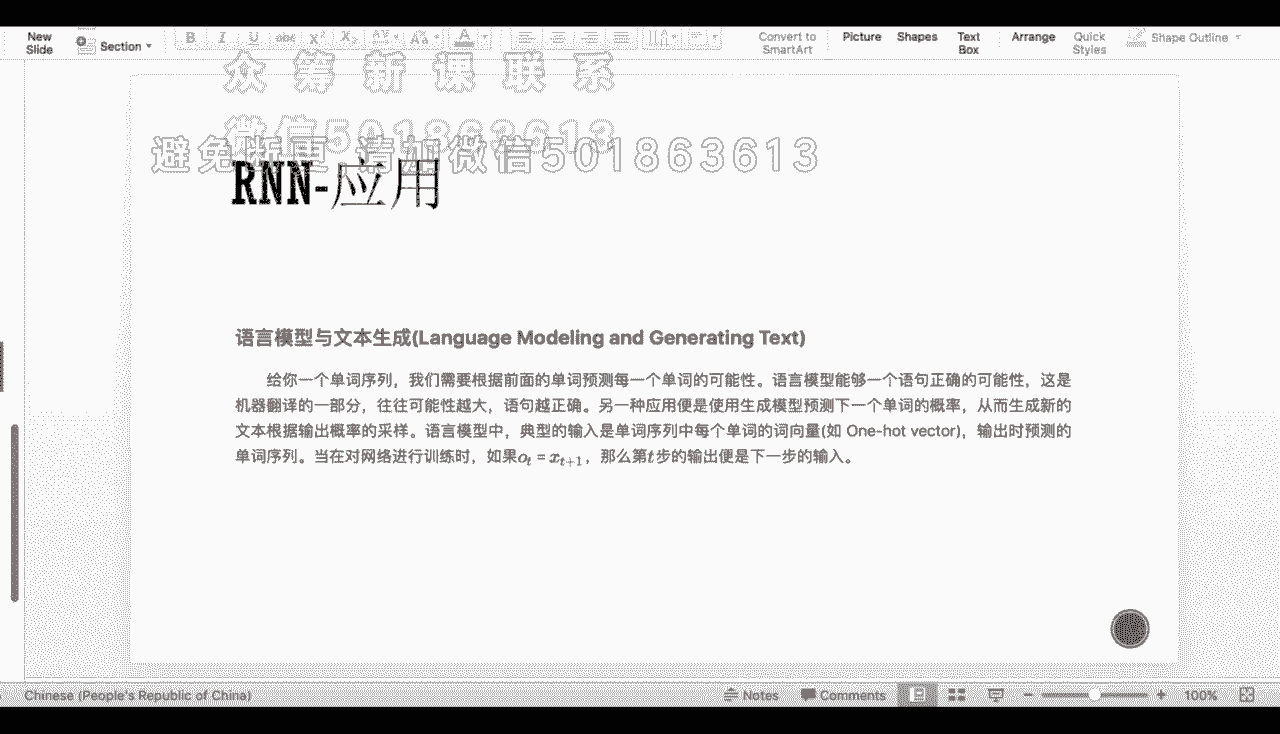 New
Slide
Section
B I U abc X² X₂ AV Aa A
Convert to
SmartArt
Picture
Shapes
Text
Box
Arrange
Quick
Styles
Shape Outline
众筹新课联系
微信501863613
避免断更,请加微信501863613
RNN-应用
语言模型与文本生成(Language Modeling and Generating Text)
给你一个单词序列，我们需要根据前面的单词预测每一个单词的可能性。语言模型能够一个语句正确的可能性，这是
机器翻译的一部分，往往可能性越大，语句越正确。另一种应用便是使用生成模型预测下一个单词的概率，从而生成新的
文本根据输出概率的采样。语言模型中，典型的输入是单词序列中每个单词的词向量(如 One-hot vector)，输出时预测的
单词序列。当在对网络进行训练时，如果oₜ = xₜ₊₁，那么第t步的输出便是下一步的输入。
Chinese (People's Republic of China)
Notes
Comments
100%